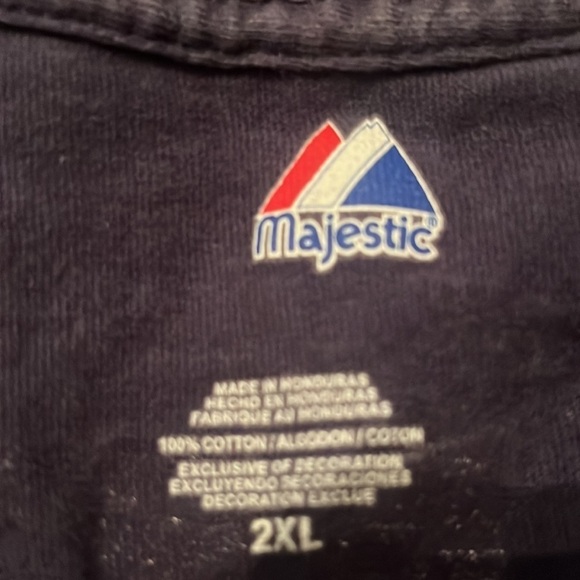 majestic®
MADE IN HONDURAS
HECHO EN HONDURAS
FABRIQUE AU HONDURAS
100% COTTON / ALGODON / COTON
EXCLUSIVE OF DECORATION
EXCLUYENDO DECORACIONES
DECORATON EXCLUE
2XL